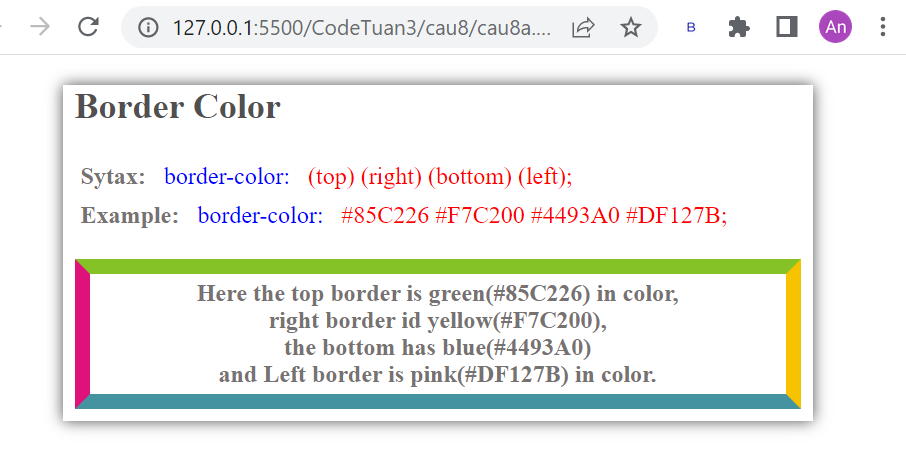 127.0.0.1:5500/CodeTuan3/cau8/cau8a....
B
An
Border Color
Sytax: border-color: (top) (right) (bottom) (left);
Example: border-color: #85C226 #F7C200 #4493A0 #DF127B;
Here the top border is green(#85C226) in color,
right border id yellow(#F7C200),
the bottom has blue(#4493A0)
and Left border is pink(#DF127B) in color.